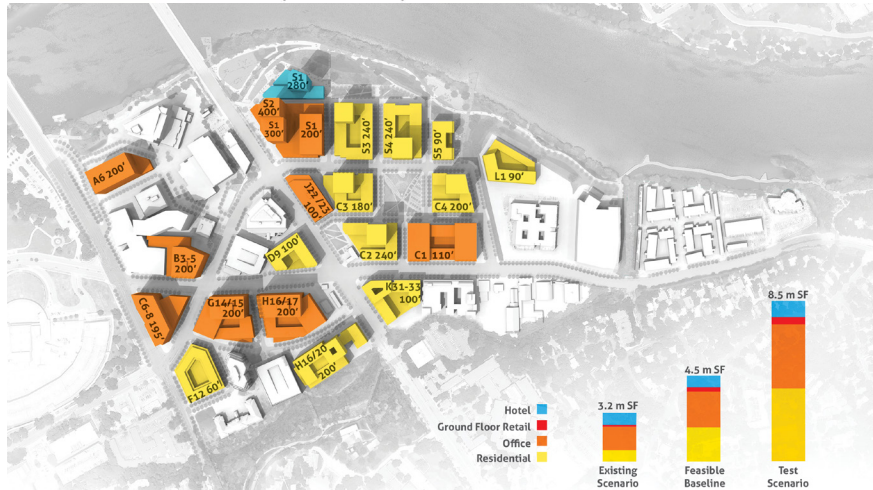 S1
280'
S2
400'
S1
300'
S1
200'
S3 240'
S4 240'
S5 90'
L1 90'
A6 200'
J22/23
100'
C3 180'
C4 200'
B3-5
200'
D9 100'
C2 240'
C1 110'
K31-33
100'
C6-8 195'
G14/15
200'
H16/17
200'
H16/20
200'
F12 60'
8.5 m SF
4.5 m SF
3.2 m SF
Hotel
Ground Floor Retail
Office
Residential
Existing
Scenario
Feasible
Baseline
Test
Scenario